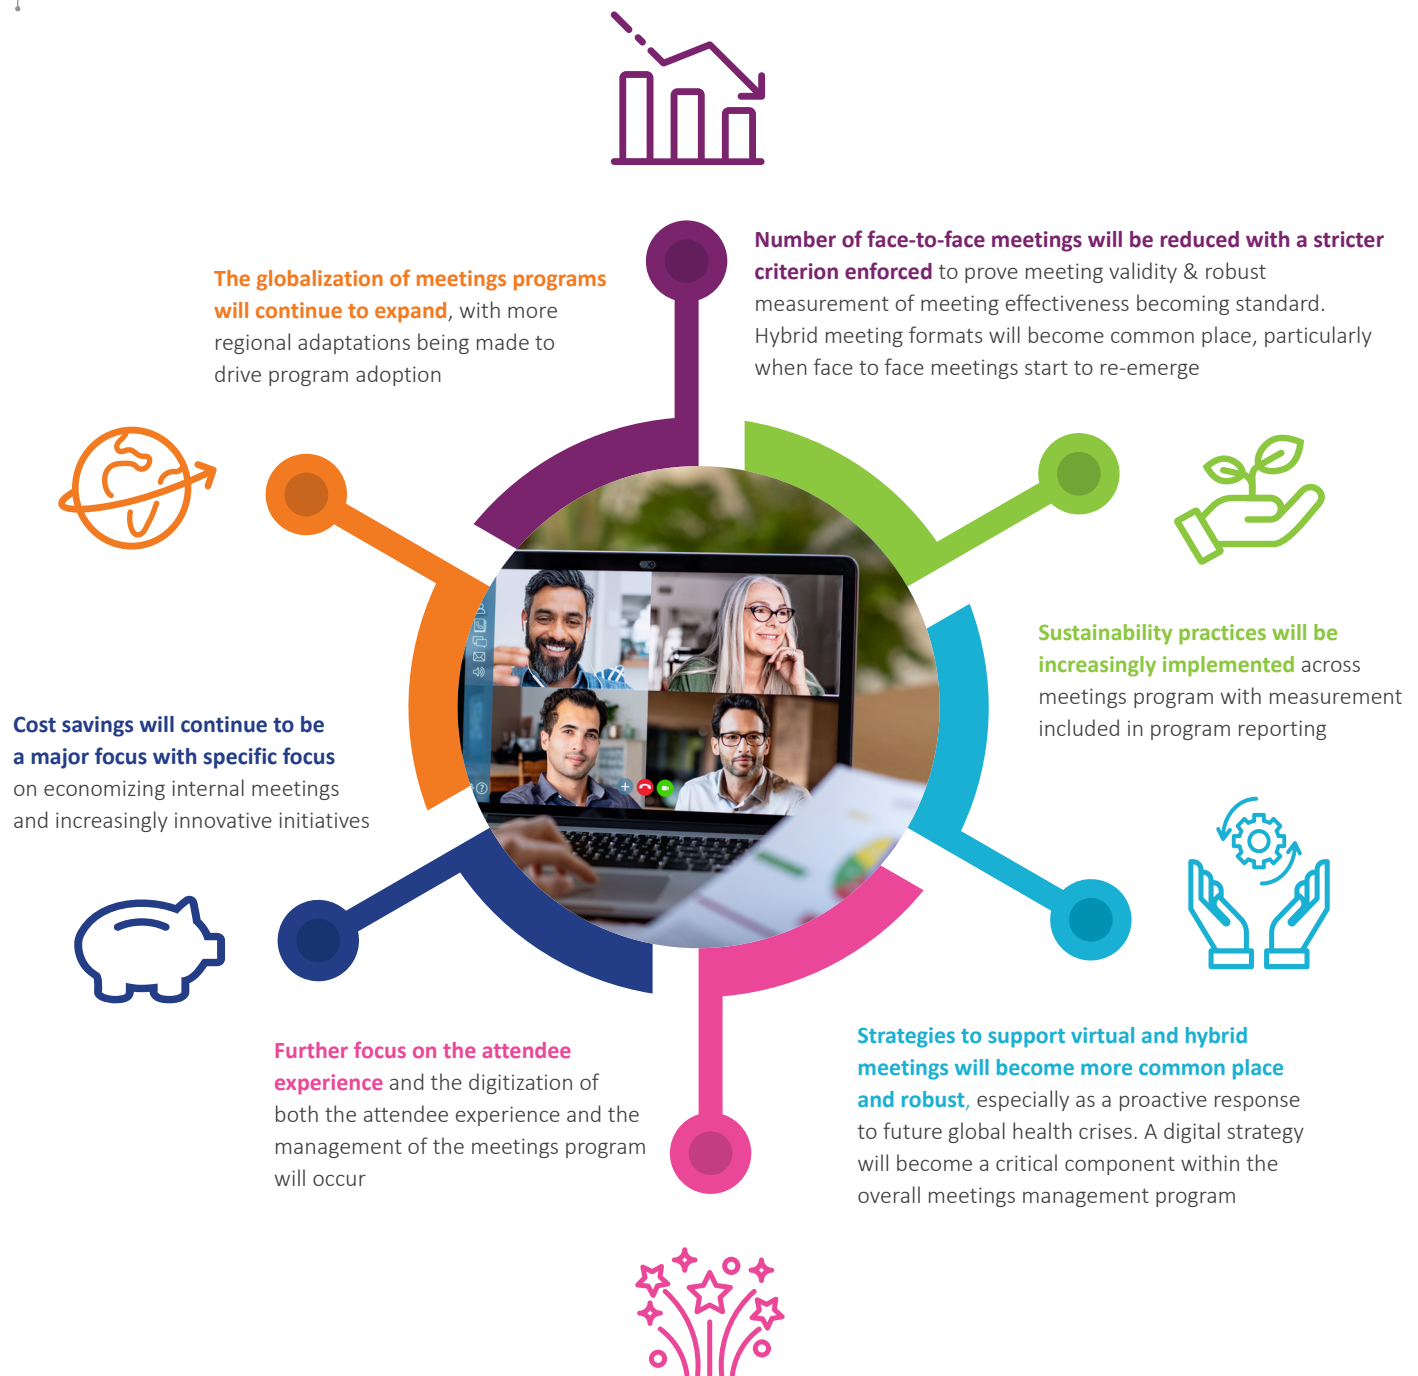 Number of face-to-face meetings will be reduced with a stricter
criterion enforced to prove meeting validity & robust
measurement of meeting effectiveness becoming standard.
Hybrid meeting formats will become common place, particularly
when face to face meetings start to re-emerge
The globalization of meetings programs
will continue to expand, with more
regional adaptations being made to
drive program adoption
Sustainability practices will be
increasingly implemented across
meetings program with measurement
included in program reporting
Cost savings will continue to be
a major focus with specific focus
on economizing internal meetings
and increasingly innovative initiatives
Strategies to support virtual and hybrid
meetings will become more common place
and robust, especially as a proactive response
to future global health crises. A digital strategy
will become a critical component within the
overall meetings management program
Further focus on the attendee
experience and the digitization of
both the attendee experience and the
management of the meetings program
will occur